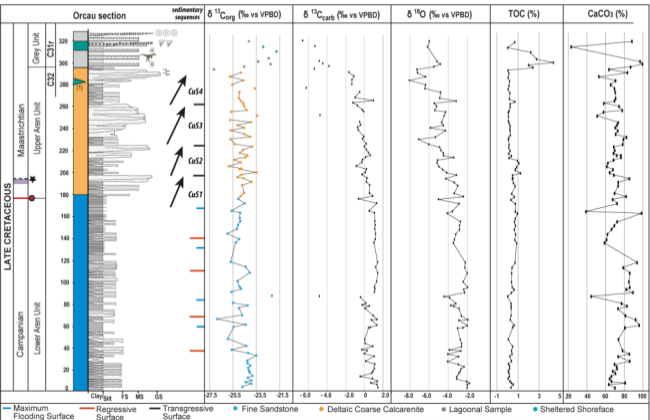 Orcau section
sedimentary
sequences
δ ¹³Corg (‰ vs VPBD)
δ ¹³Ccarb (‰ vs VPBD)
δ ¹⁸O (‰ vs VPBD)
TOC (%)
CaCO₃ (%)
LATE CRETACEOUS
Maastrichtian
Campanian
Grey Unit
Upper Aren Unit
Lower Aren Unit
C31r
C32
(?)
320
300
280
260
240
220
200
180
160
140
120
100
80
60
40
20
0
CuS4
CuS3
CuS2
CuS1
Clay Silt FS MS GS
-27.5 -25.5 -23.5 -21.5
-6.0 -4.0 -2.0 0 2.0
-8.0 -6.0 -4.0 -2.0
-1 1 3 5
20 40 60 80 100
Maximum
Flooding Surface
Regressive
Surface
Transgressive
Surface
Fine Sandstone
Deltaic Coarse Calcarenite
Lagoonal Sample
Sheltered Shoreface